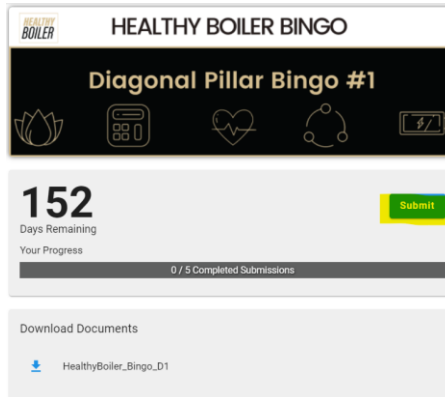 HEALTHY
BOILER
HEALTHY BOILER BINGO
Diagonal Pillar Bingo #1
152
Days Remaining
Submit
Your Progress
0 / 5 Completed Submissions
Download Documents
HealthyBoiler_Bingo_D1